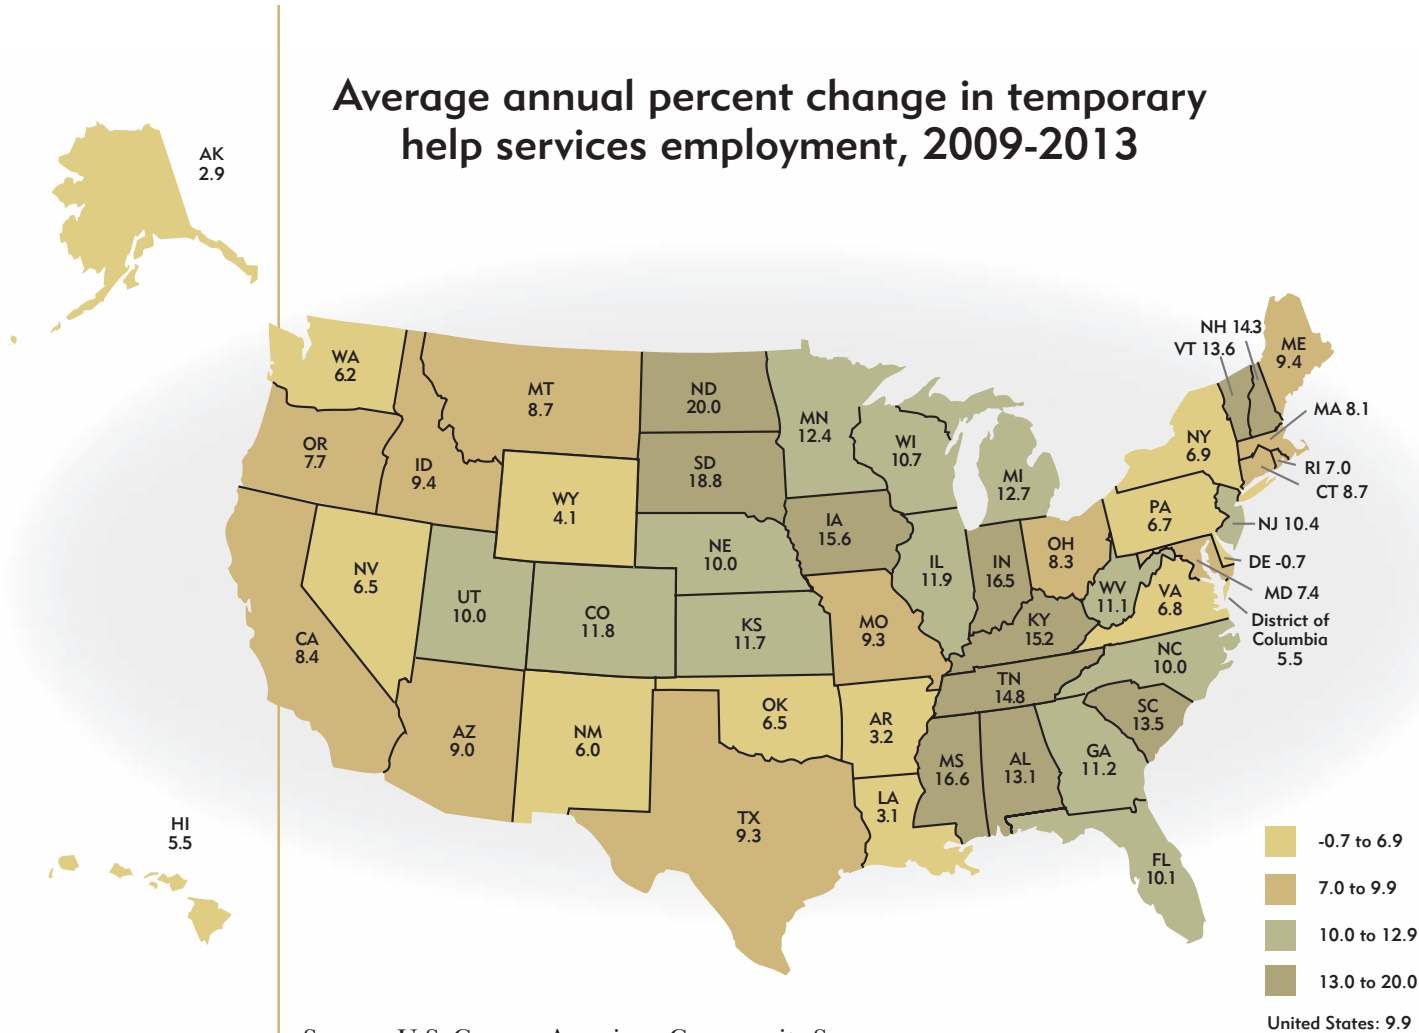 Average annual percent change in temporary
help services employment, 2009-2013
AK
2.9
WA
6.2
MT
8.7
ND
20.0
MN
12.4
NH 14.3
VT 13.6
ME
9.4
MA 8.1
OR
7.7
ID
9.4
SD
18.8
WI
10.7
MI
12.7
NY
6.9
RI 7.0
CT 8.7
WY
4.1
IA
15.6
PA
6.7
NJ 10.4
NV
6.5
UT
10.0
CO
11.8
NE
10.0
IL
11.9
IN
16.5
OH
8.3
WV
11.1
VA
6.8
DE -0.7
MD 7.4
District of
Columbia
5.5
CA
8.4
KS
11.7
MO
9.3
KY
15.2
NC
10.0
TN
14.8
SC
13.5
AZ
9.0
NM
6.0
OK
6.5
AR
3.2
MS
16.6
AL
13.1
GA
11.2
LA
3.1
TX
9.3
FL
10.1
HI
5.5
-0.7 to 6.9
7.0 to 9.9
10.0 to 12.9
13.0 to 20.0
United States: 9.9